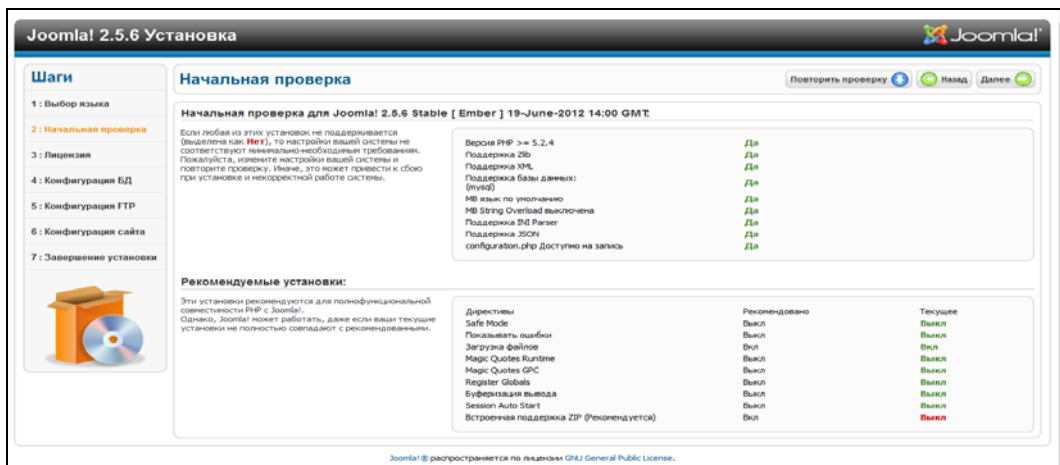 Joomla! 2.5.6 Установка
Joomla!
Шаги
1 : Выбор языка
2 : Начальная проверка
3 : Лицензия
4 : Конфигурация БД
5 : Конфигурация FTP
6 : Конфигурация сайта
7 : Завершение установки
Начальная проверка
Повторить проверку
Назад
Далее
Начальная проверка для Joomla! 2.5.6 Stable [ Ember ] 19-June-2012 14:00 GMT:
Если любая из этих установок не поддерживается
(выделена как Нет), то настройки вашей системы не
соответствуют минимально-необходимым требованиям.
Пожалуйста, измените настройки вашей системы и
повторите проверку. Иначе, это может привести к сбою
при установке и некорректной работе системы.
Версия PHP >= 5.2.4 Да
Поддержка Zlib Да
Поддержка XML Да
Поддержка базы данных:
(mysql) Да
MB язык по умолчанию Да
MB String Overload выключена Да
Поддержка INI Parser Да
Поддержка JSON Да
configuration.php Доступно на запись Да
Рекомендуемые установки:
Эти установки рекомендуются для полнофункциональной
совместимости PHP с Joomla!.
Однако, Joomla! может работать, даже если ваши текущие
установки не полностью совпадают с рекомендованными.
Директивы Рекомендовано Текущее
Safe Mode Выкл Выкл
Показывать ошибки Выкл Выкл
Загрузка файлов Вкл Вкл
Magic Quotes Runtime Выкл Выкл
Magic Quotes GPC Выкл Выкл
Register Globals Выкл Выкл
Буферизация вывода Выкл Выкл
Session Auto Start Выкл Выкл
Встроенная поддержка ZIP (Рекомендуется) Вкл Выкл
Joomla! ® распространяется по лицензии GNU General Public License.